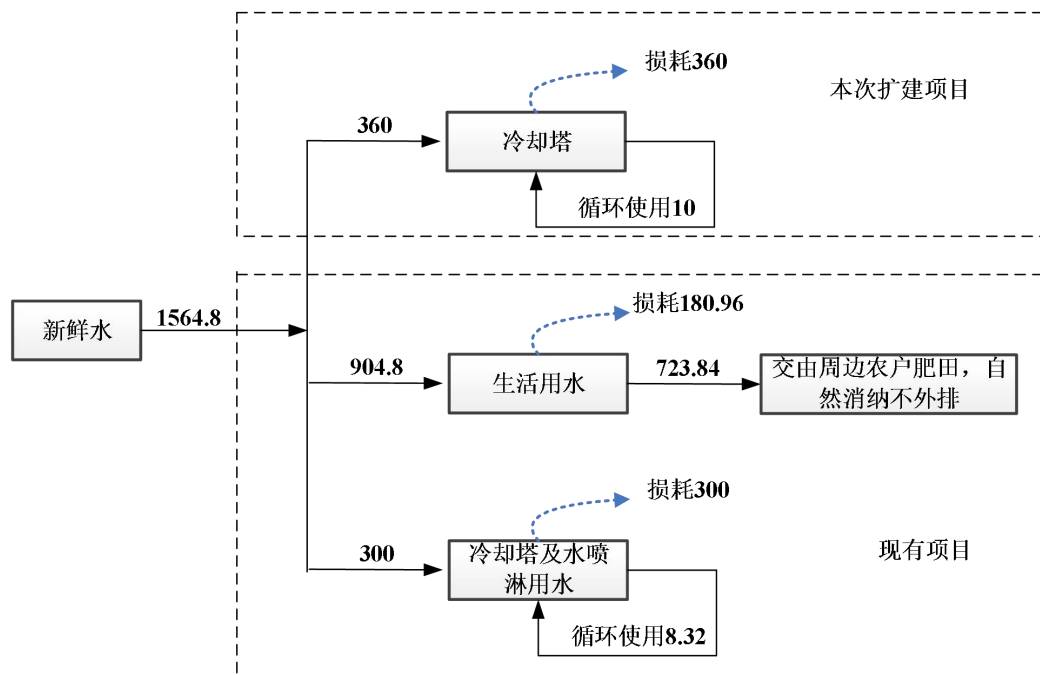 损耗360
本次扩建项目
360
冷却塔
循环使用10
新鲜水
1564.8
损耗180.96
904.8
生活用水
723.84
交由周边农户肥田，自
然消纳不外排
损耗300
300
冷却塔及水喷
淋用水
现有项目
循环使用8.32